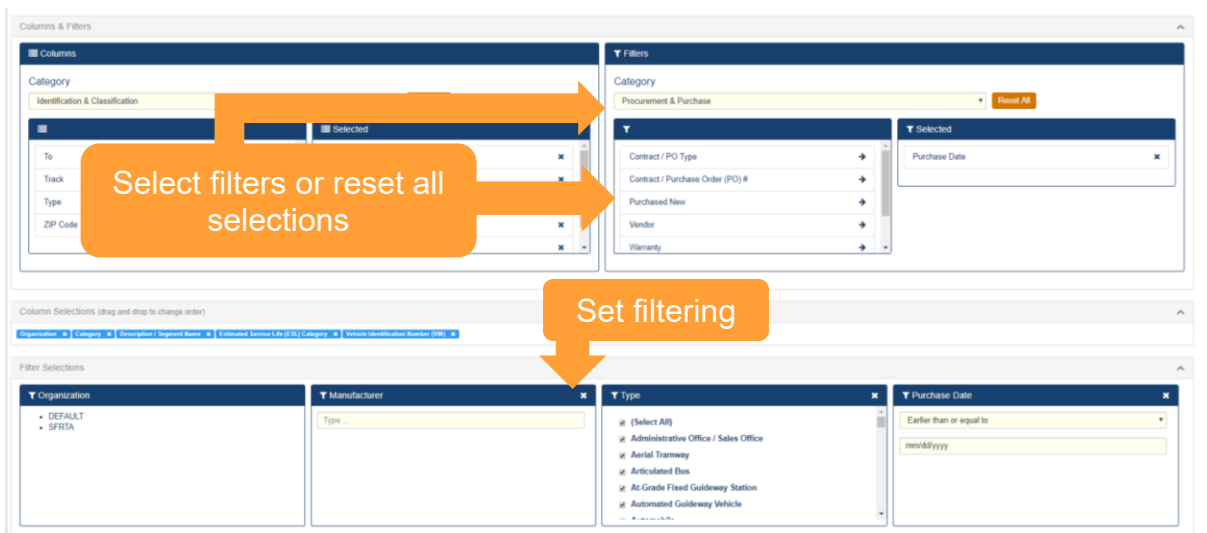 Columns & Filters
Columns
Filters
Category
Identification & Classification
Category
Procurement & Purchase
Reset All
Selected
To
Track
Type
ZIP Code
Select filters or reset all
selections
Contract / PO Type
Contract / Purchase Order (PO) #
Purchased New
Vendor
Warranty
Selected
Purchase Date
Set filtering
Column Selections (drag and drop to change order)
Organization Category Description / Segment Name Estimated Service Life (ESL) Category Vehicle Identification Number (VIN)
Filter Selections
Organization
DEFAULT
SFRTA
Manufacturer
Type ...
Type
(Select All)
Administrative Office / Sales Office
Aerial Tramway
Articulated Bus
At-Grade Fixed Guideway Station
Automated Guideway Vehicle
Automobile
Purchase Date
Earlier than or equal to
mm/dd/yyyy